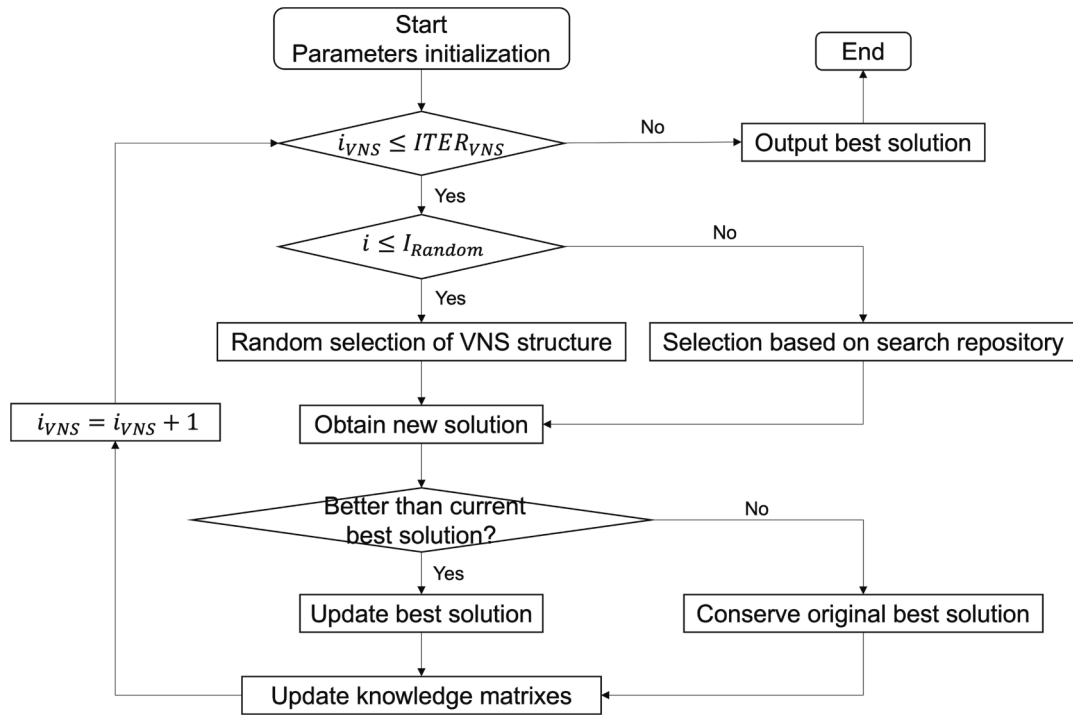 Start
Parameters initialization
End
i_VNS ≤ ITER_VNS
No
Output best solution
Yes
i ≤ I_Random
No
Yes
Random selection of VNS structure
Selection based on search repository
i_VNS = i_VNS + 1
Obtain new solution
Better than current
best solution?
No
Yes
Update best solution
Conserve original best solution
Update knowledge matrixes